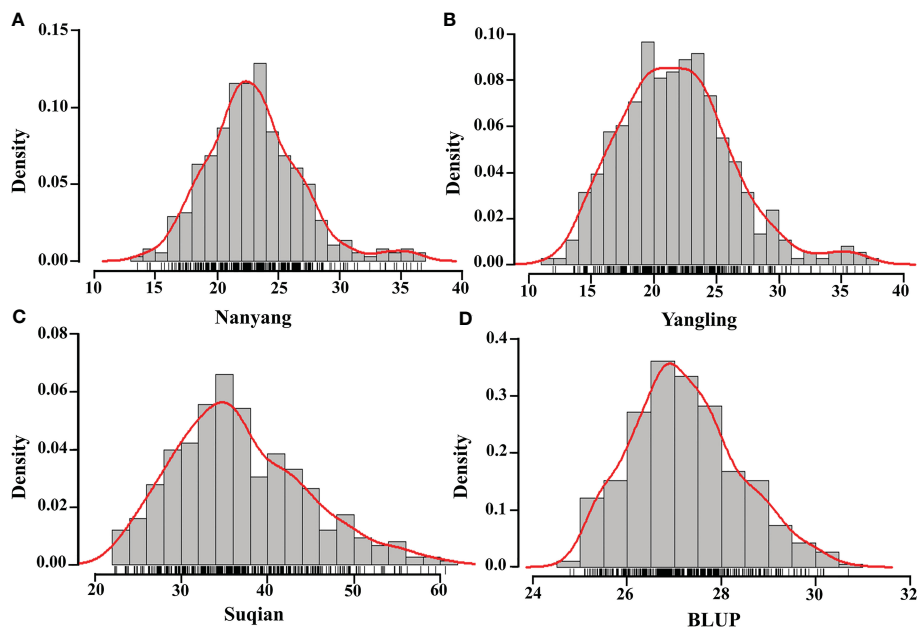 A
0.15
0.10
0.05
0.00
Density
10 15 20 25 30 35 40
Nanyang
B
0.10
0.08
0.06
0.04
0.02
0.00
Density
10 15 20 25 30 35 40
Yangling
C
0.08
0.06
0.04
0.02
0.00
Density
20 30 40 50 60
Suqian
D
0.4
0.3
0.2
0.1
0.0
Density
24 26 28 30 32
BLUP